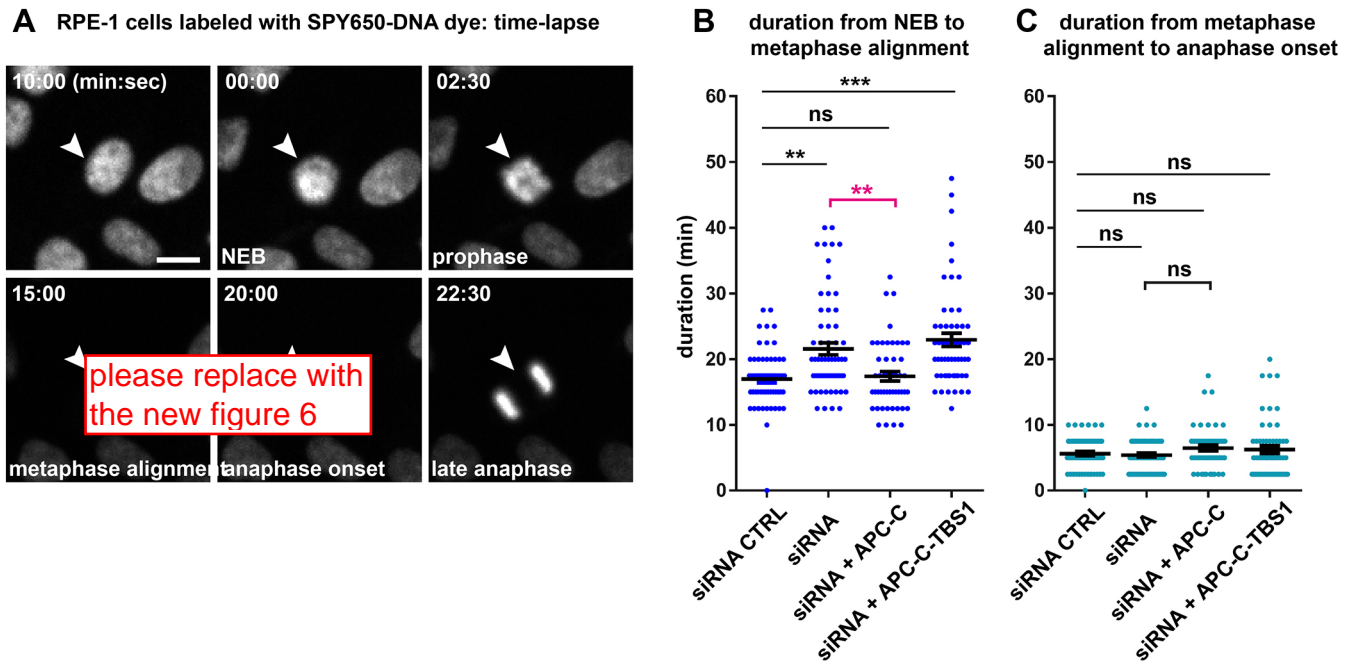 A RPE-1 cells labeled with SPY650-DNA dye: time-lapse
10:00 (min:sec)
00:00
NEB
02:30
prophase
15:00
metaphase alignment
20:00
anaphase onset
22:30
late anaphase
please replace with
the new figure 6
B duration from NEB to
metaphase alignment
***
ns
**
**
duration (min)
60
50
40
30
20
10
0
siRNA CTRL
siRNA
siRNA + APC-C
siRNA + APC-C-TBS1
C duration from metaphase
alignment to anaphase onset
ns
ns
ns
ns
60
50
40
30
20
10
0
siRNA CTRL
siRNA
siRNA + APC-C
siRNA + APC-C-TBS1